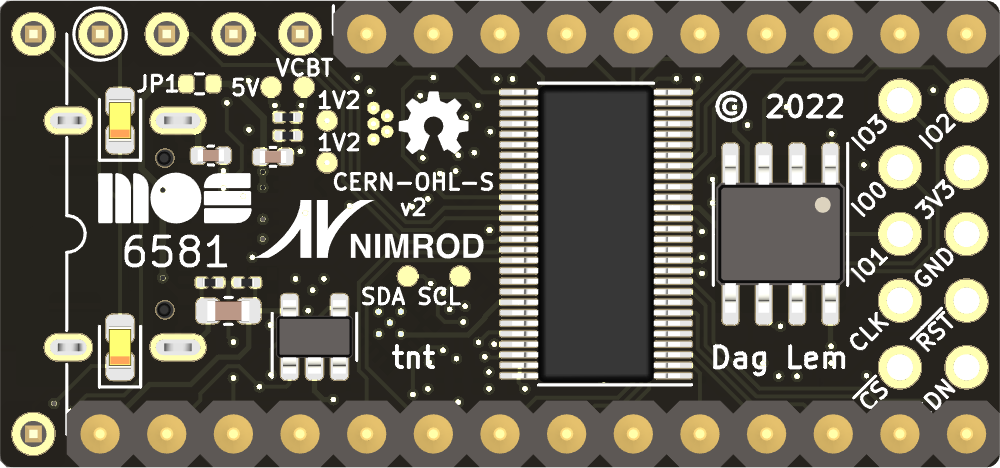 VCBT
JP1
5V
1V2
1V2
© 2022
IO3
IO2
CERN-OHL-S
v2
IO0
3V3
mos
6581
NIMROD
IO1
GND
SDA SCL
CLK
RST
tnt
Dag Lem
CS
DN